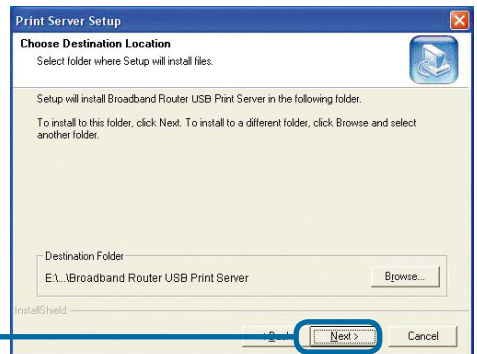 Print Server Setup
Choose Destination Location
Select folder where Setup will install files.
Setup will install Broadband Router USB Print Server in the following folder.
To install to this folder, click Next. To install to a different folder, click Browse and select
another folder.
Destination Folder
E:\...\Broadband Router USB Print Server
Browse...
InstallShield
Next >
Cancel